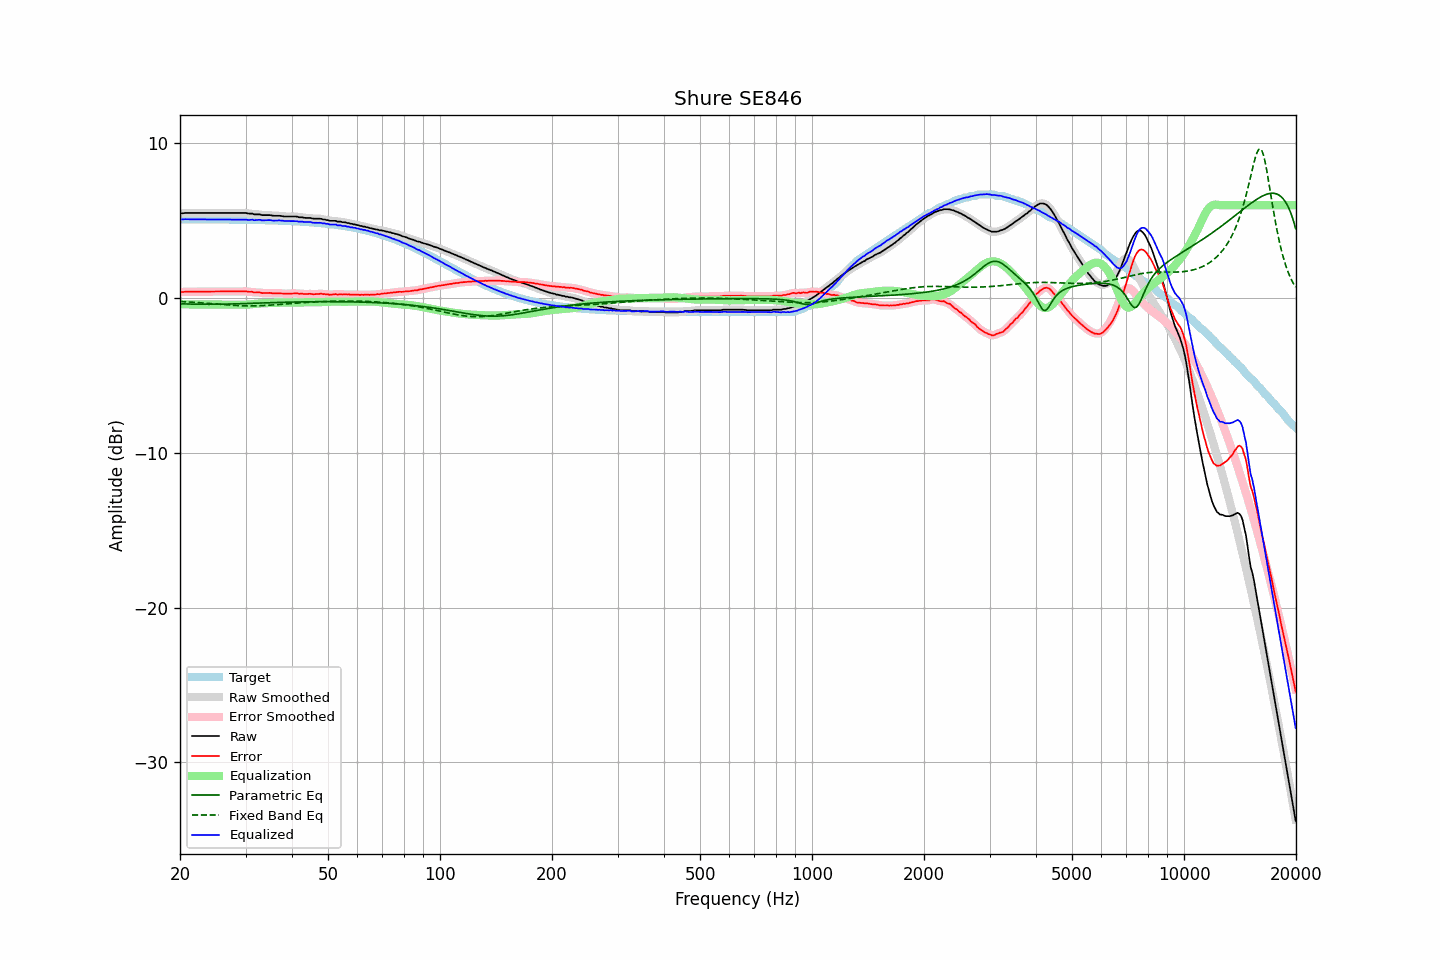 Shure SE846
Amplitude (dBr)
10
0
−10
−20
−30
Target
Raw Smoothed
Error Smoothed
Raw
Error
Equalization
Parametric Eq
Fixed Band Eq
Equalized
20 50 100 200 500 1000 2000 5000 10000 20000
Frequency (Hz)